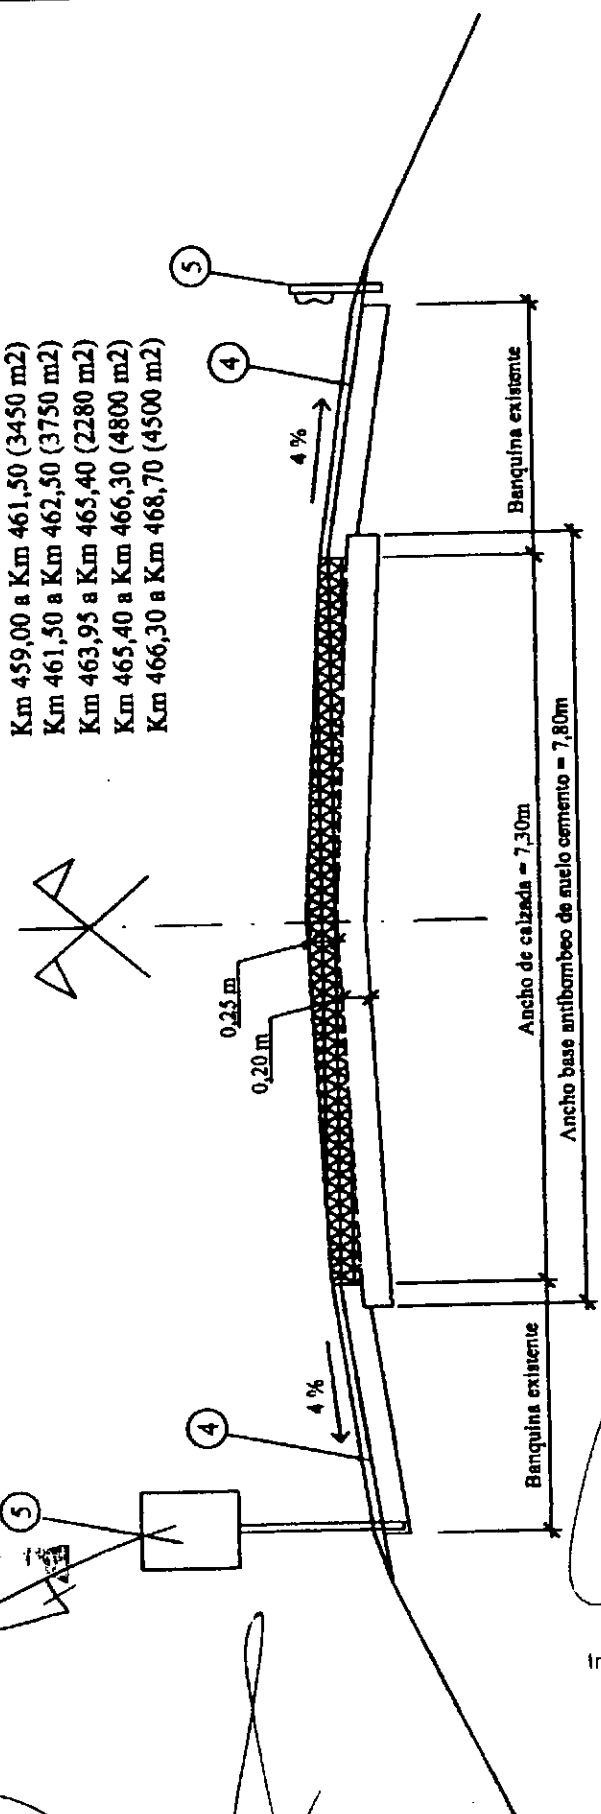 Km 459,00 a Km 461,50 (3450 m2)
Km 461,50 a Km 462,50 (3750 m2)
Km 463,95 a Km 465,40 (2280 m2)
Km 465,40 a Km 466,30 (4800 m2)
Km 466,30 a Km 468,70 (4500 m2)
5
5
4
4
4 %
4 %
0,25 m
0,20 m
Banquina existente
Banquina existente
Ancho de calzada = 7,30m
Ancho base antibombeo de suelo cemento = 7,80m